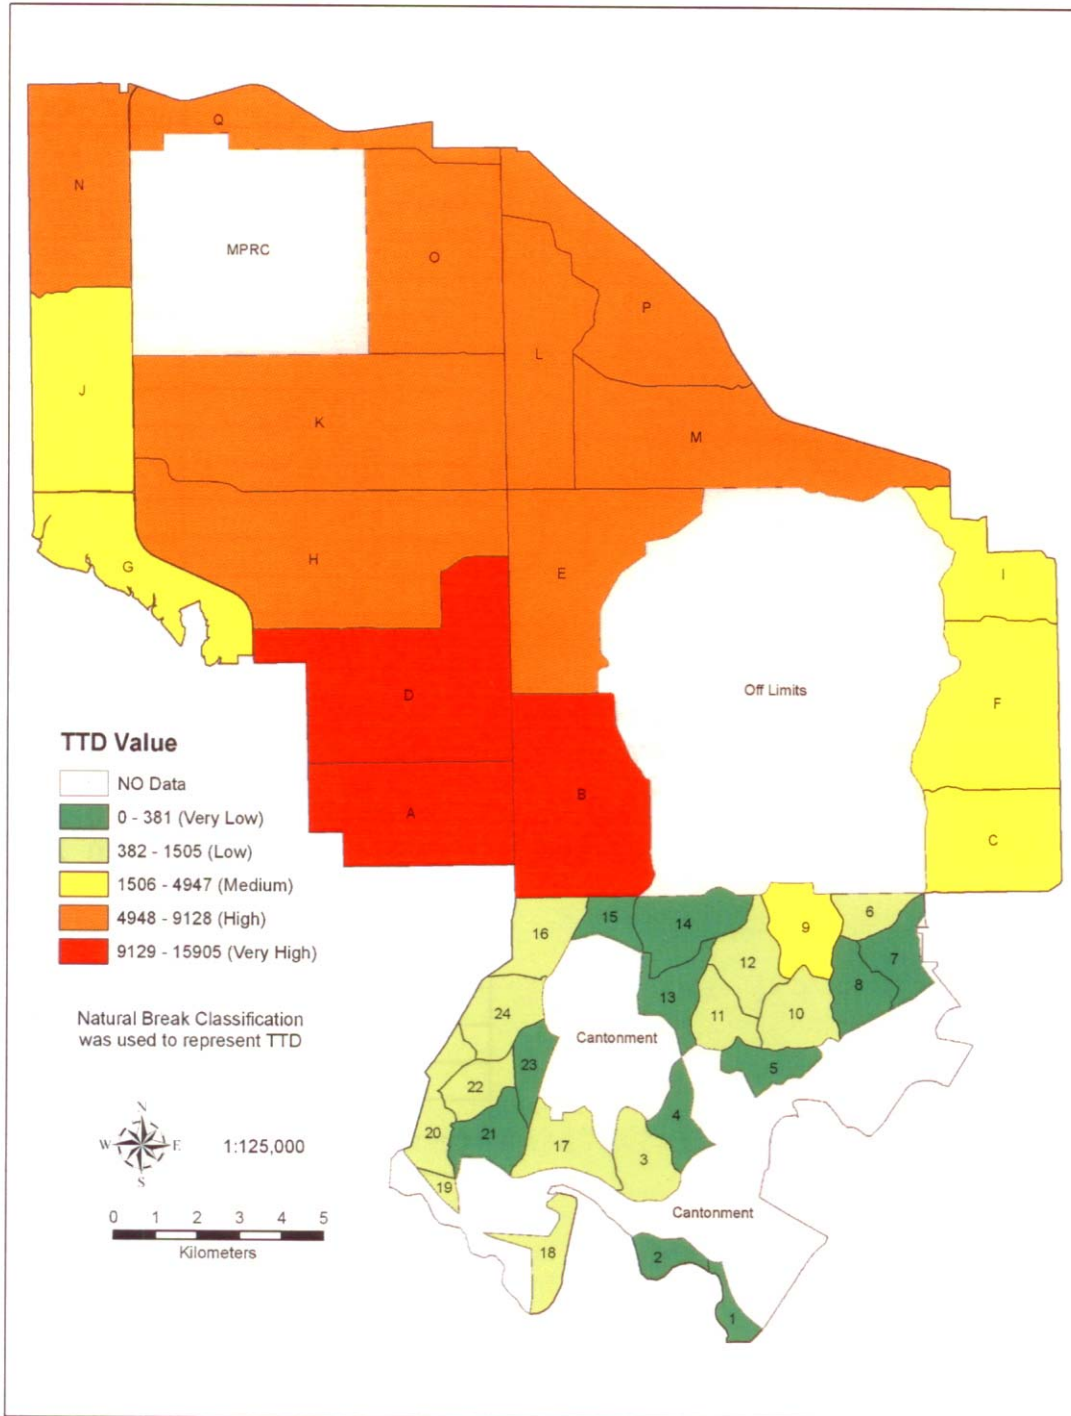 Q
N
MPRC
O
P
L
J
K
M
H
E
G
I
D
Off Limits
F
B
A
C
TTD Value
NO Data
0 - 381 (Very Low)
382 - 1505 (Low)
1506 - 4947 (Medium)
4948 - 9128 (High)
9129 - 15905 (Very High)
Natural Break Classification
was used to represent TTD
N
W E
S
1:125,000
0 1 2 3 4 5
Kilometers
6
15
14
9
16
7
12
8
13
11
10
24
Cantonment
23
5
22
4
20
21
17
3
19
Cantonment
18
2
1